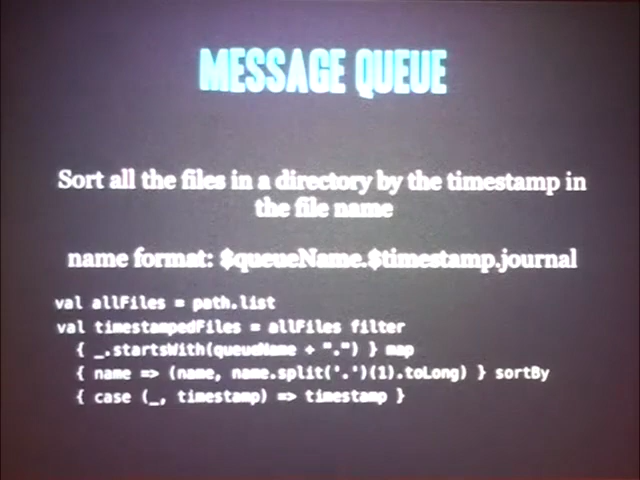 MESSAGE QUEUE
Sort all the files in a directory by the timestamp in
the file name
name format: $queueName.$timestamp.journal
val allFiles = path.list
val timestampedFiles = allFiles filter
{ _.startsWith(queueName + ".") } map
{ name => (name, name.split('.')(1).toLong) } sortBy
{ case (_, timestamp) => timestamp }